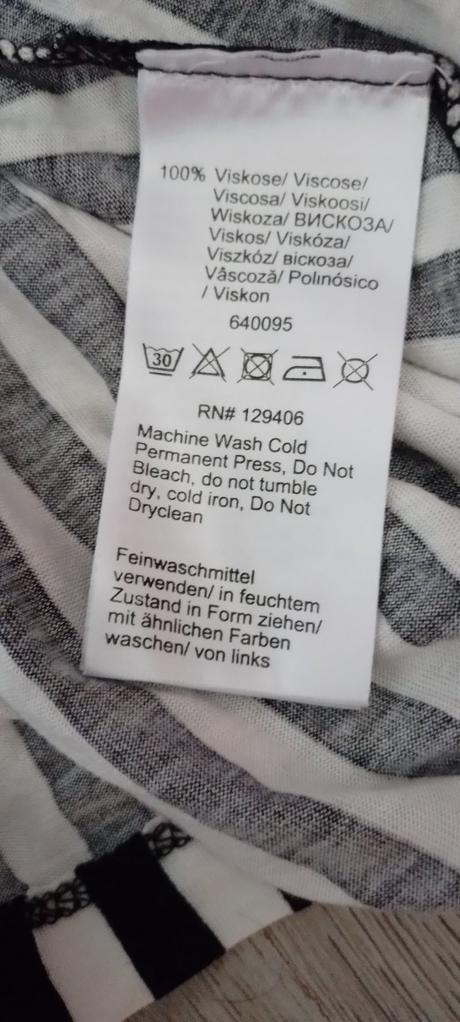 100% Viskose/ Viscose/
Viscosa/ Viskoosi/
Wiskoza/ ВИСКОЗА/
Viskos/ Viskóza/
Viszkóz/ віскоза/
Vâscoză/ Polinósico
/ Viskon
640095
30
RN# 129406
Machine Wash Cold
Permanent Press, Do Not
Bleach, do not tumble
dry, cold iron, Do Not
Dryclean
Feinwaschmittel
verwenden/ in feuchtem
Zustand in Form ziehen/
mit ähnlichen Farben
waschen/ von links